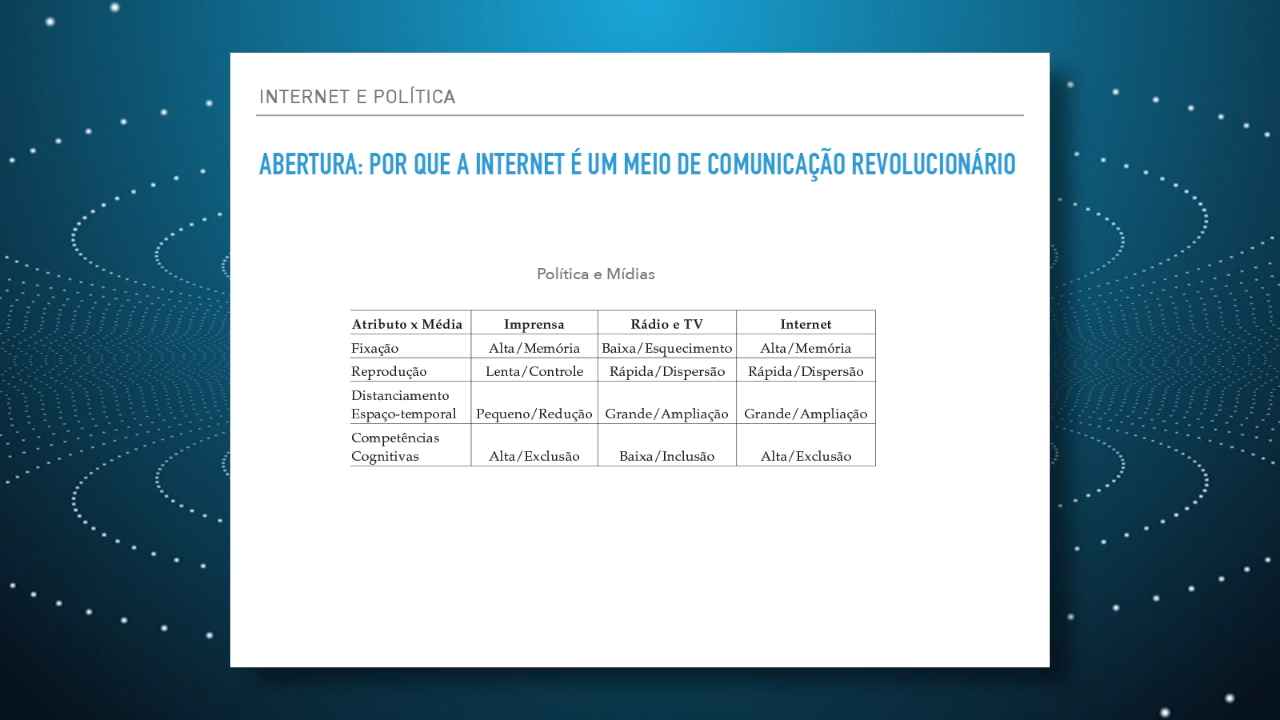 INTERNET E POLÍTICA
ABERTURA: POR QUE A INTERNET É UM MEIO DE COMUNICAÇÃO REVOLUCIONÁRIO
Política e Mídias
Atributo x Média Imprensa Rádio e TV Internet
Fixação Alta/Memória Baixa/Esquecimento Alta/Memória
Reprodução Lenta/Controle Rápida/Dispersão Rápida/Dispersão
Distanciamento
Espaço-temporal Pequeno/Redução Grande/Ampliação Grande/Ampliação
Competências
Cognitivas Alta/Exclusão Baixa/Inclusão Alta/Exclusão